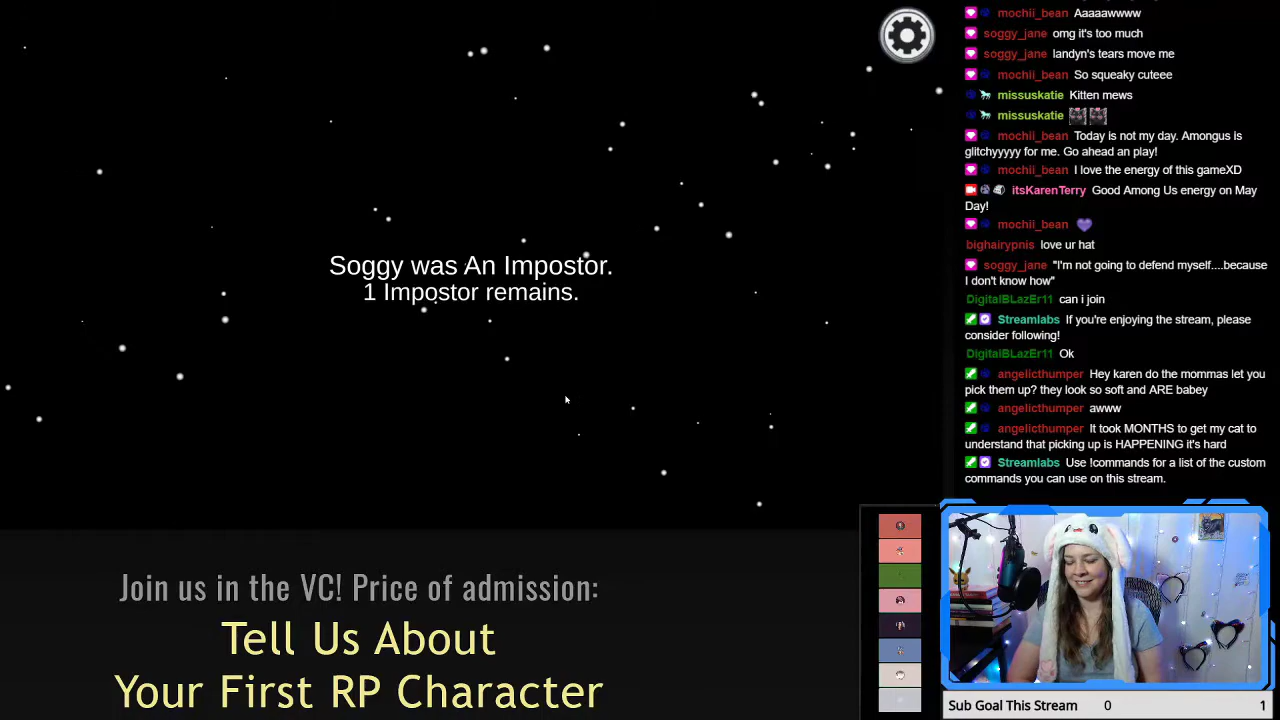 Soggy was An Impostor.
1 Impostor remains.
Join us in the VC! Price of admission:
Tell Us About
Your First RP Character
mochii_bean Aaaaawwww
soggy_jane omg it's too much
soggy_jane landyn's tears move me
mochii_bean So squeaky cuteee
missuskatie Kitten mews
missuskatie
mochii_bean Today is not my day. Amongus is
glitchyyyyy for me. Go ahead an play!
mochii_bean I love the energy of this gameXD
itsKarenTerry Good Among Us energy on May
Day!
mochii_bean
bighairypnis love ur hat
soggy_jane "I'm not going to defend myself....because
I don't know how"
DigitalBLazEr11 can i join
Streamlabs If you're enjoying the stream, please
consider following!
DigitalBLazEr11 Ok
angelicthumper Hey karen do the mommas let you
pick them up? they look so soft and ARE babey
angelicthumper awww
angelicthumper It took MONTHS to get my cat to
understand that picking up is HAPPENING it's hard
Streamlabs Use !commands for a list of the custom
commands you can use on this stream.
Sub Goal This Stream 0 1